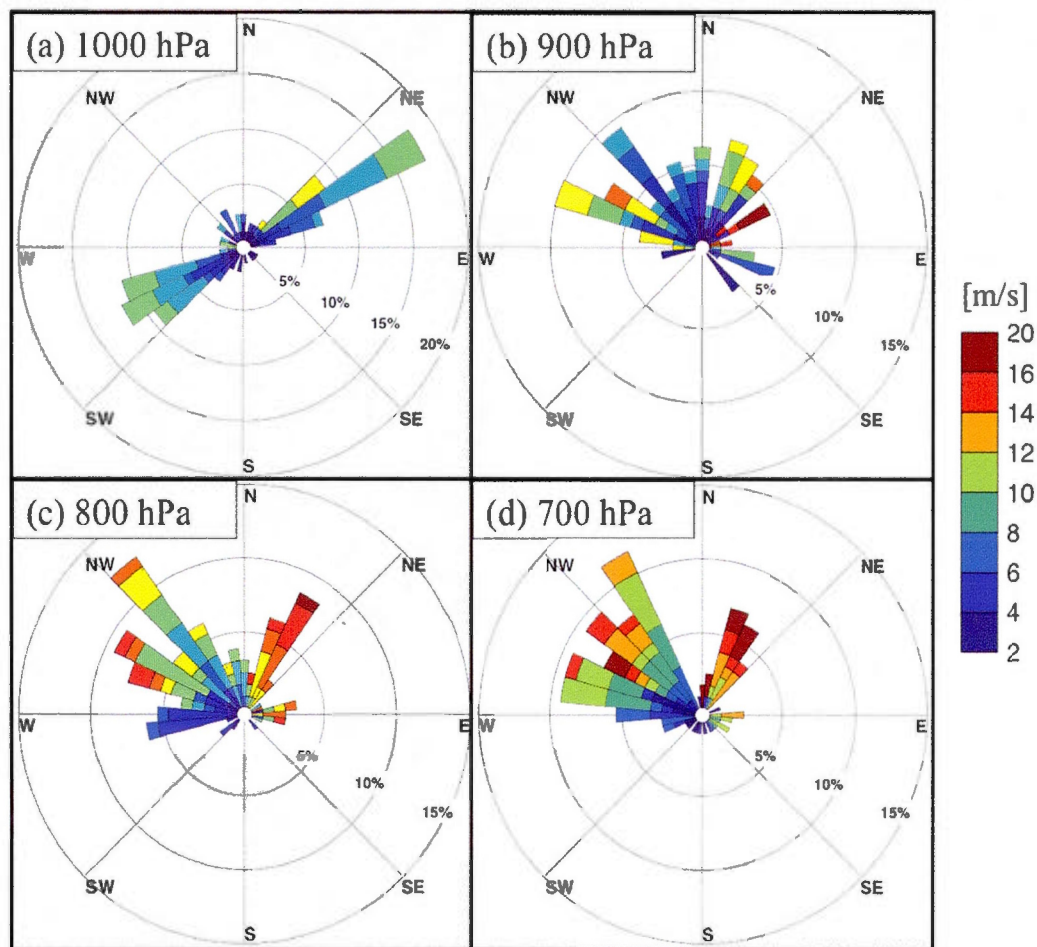 (a) 1000 hPa
N
NW
NE
W
E
5%
10%
15%
20%
SW
SE
S
(b) 900 hPa
N
NW
NE
W
E
5%
10%
15%
SW
SE
S
(c) 800 hPa
N
NW
NE
W
E
5%
10%
15%
SW
SE
S
(d) 700 hPa
N
NW
NE
W
E
5%
10%
15%
SW
SE
S
[m/s]
20
16
14
12
10
8
6
4
2